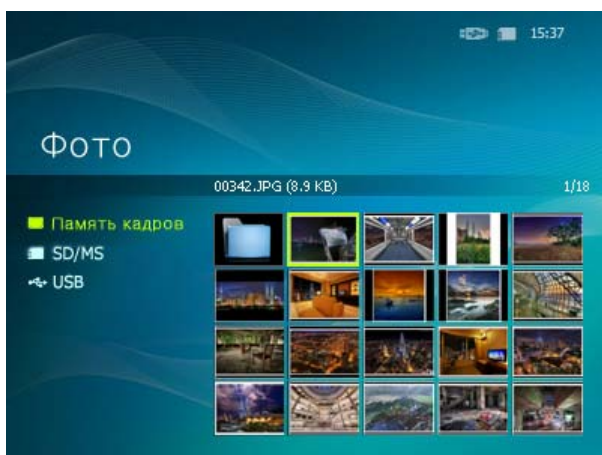 15:37
Фото
00342.JPG (8.9 KB) 1/18
Память кадров
SD/MS
USB